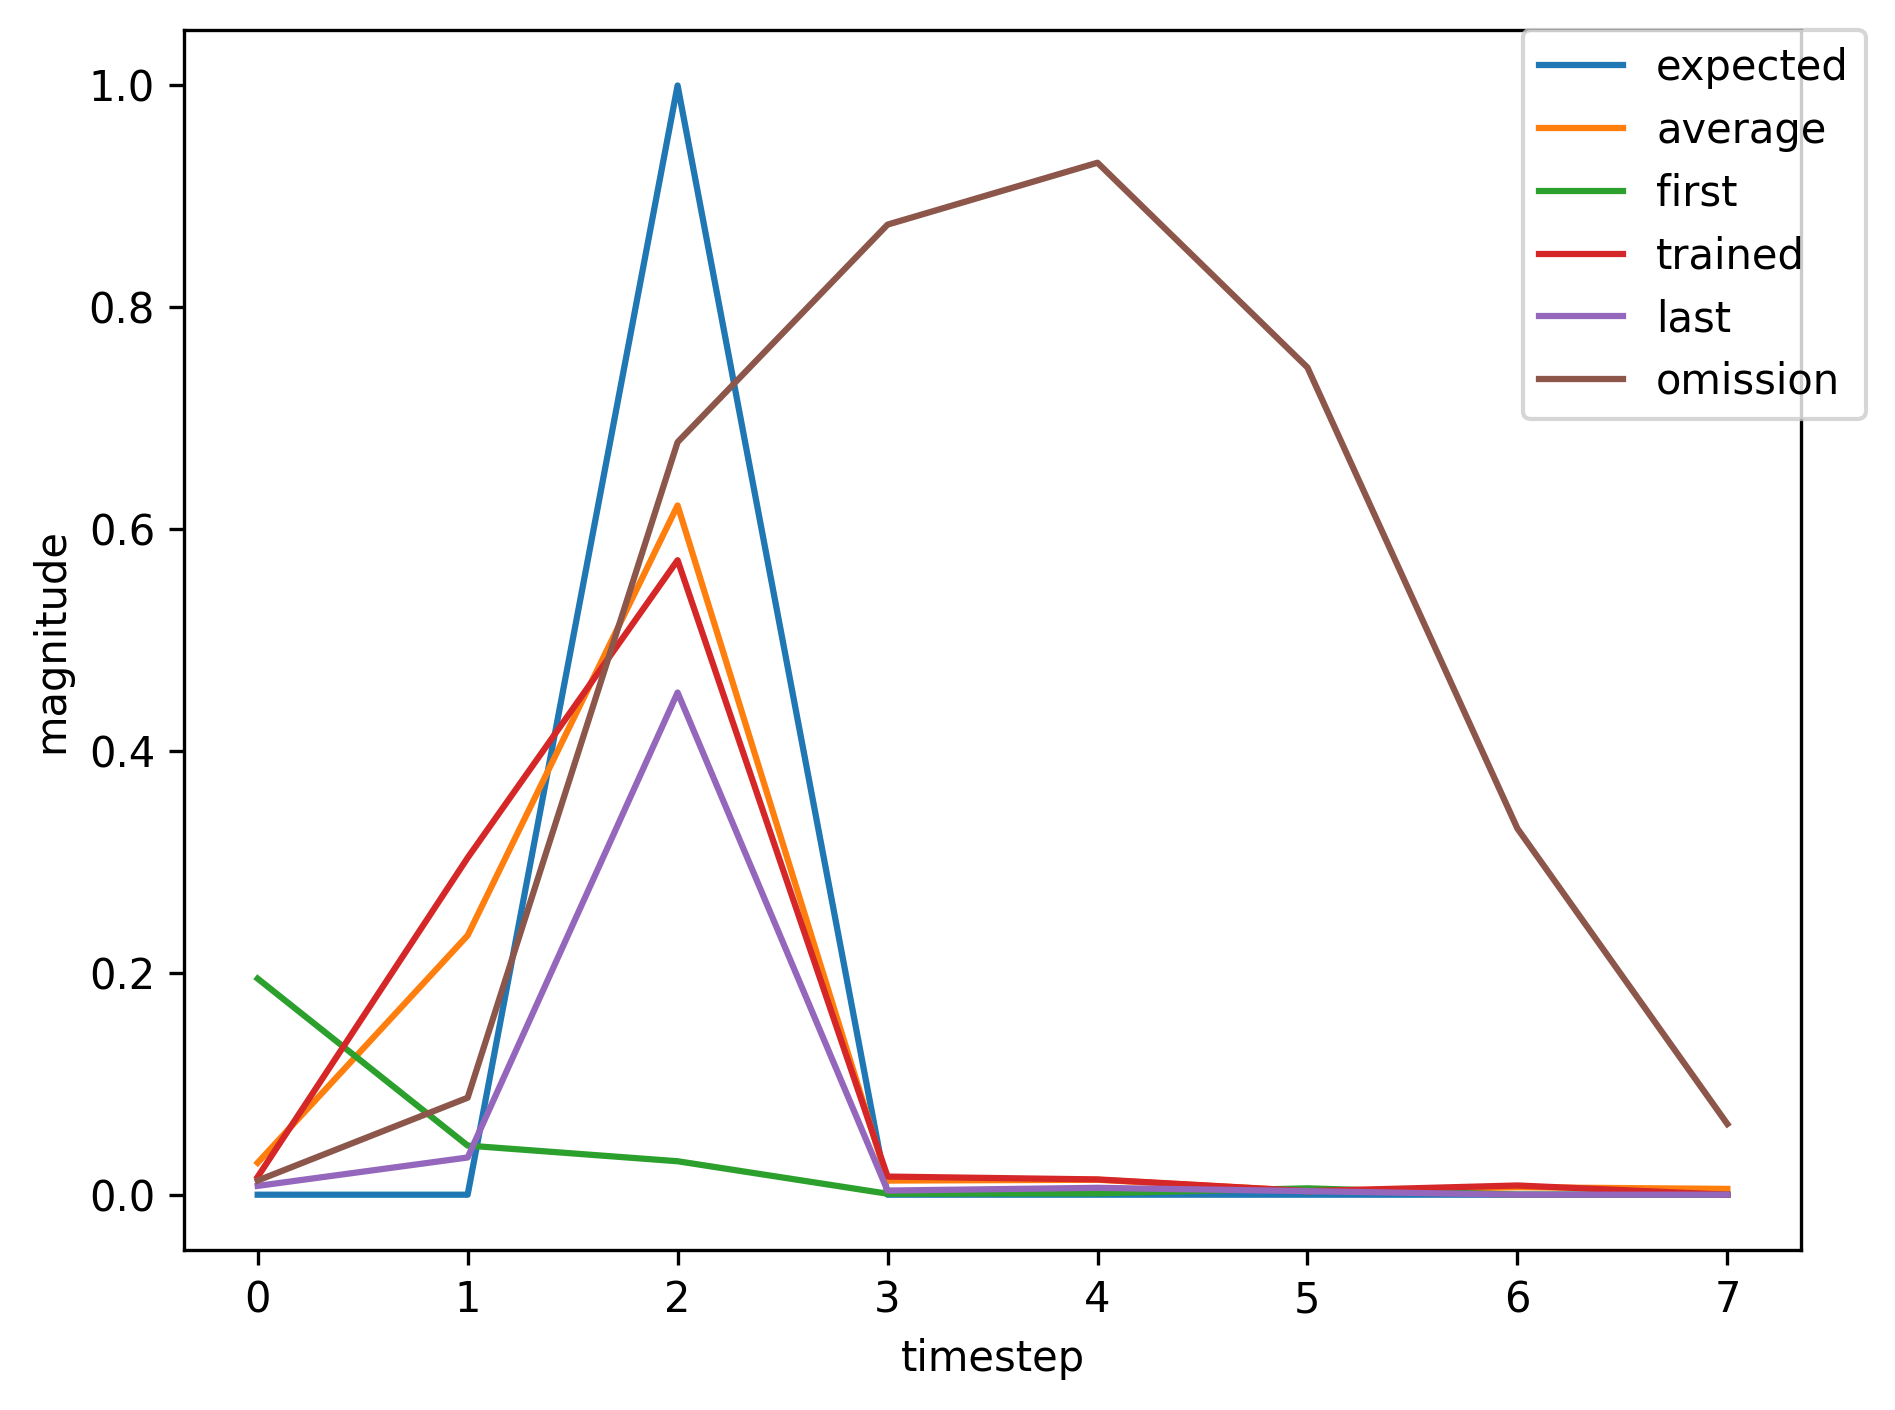 expected
average
first
trained
last
omission
1.0
0.8
0.6
0.4
0.2
0.0
magnitude
0 1 2 3 4 5 6 7
timestep